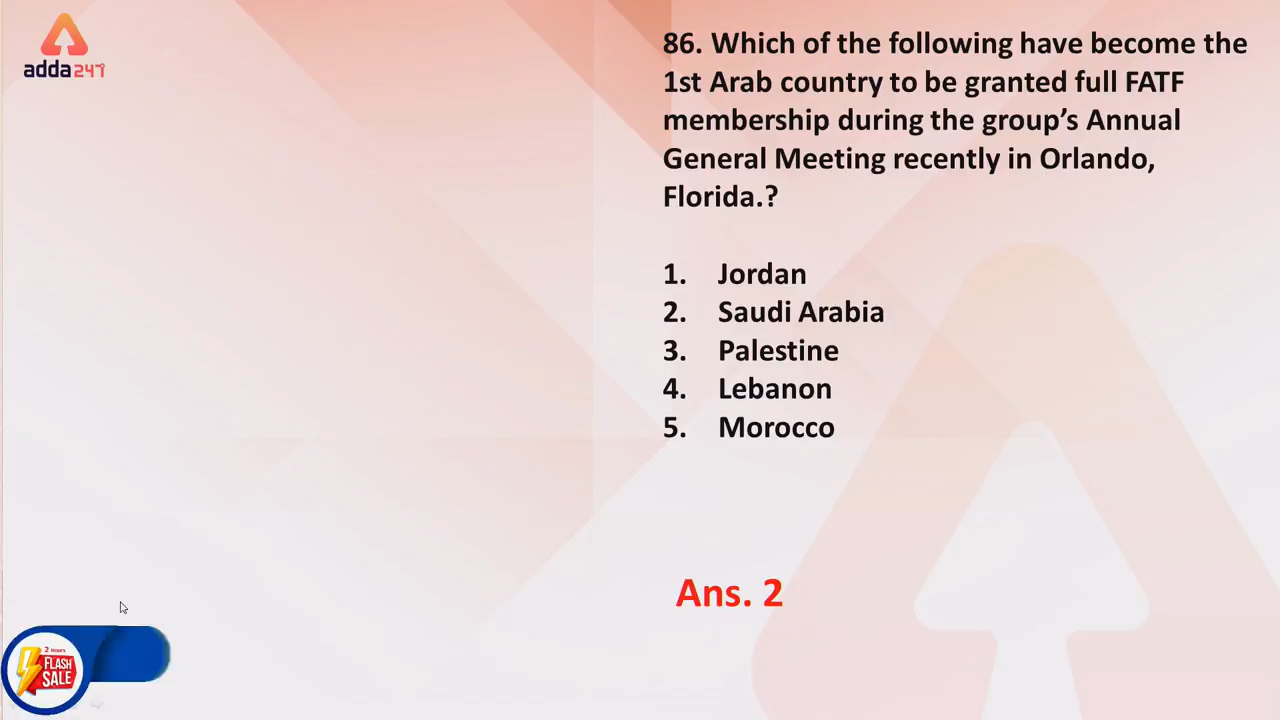 adda247
86. Which of the following have become the
1st Arab country to be granted full FATF
membership during the group's Annual
General Meeting recently in Orlando,
Florida.?
1. Jordan
2. Saudi Arabia
3. Palestine
4. Lebanon
5. Morocco
Ans. 2
2 Hours
FLASH
SALE